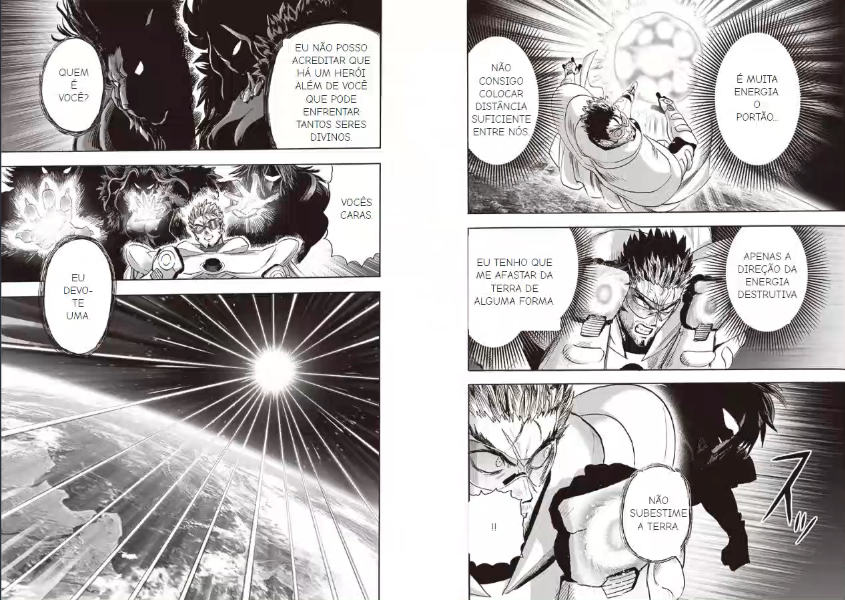 É MUITA
ENERGIA
O
PORTÃO...
NÃO
CONSIGO
COLOCAR
DISTÂNCIA
SUFICIENTE
ENTRE NÓS.
APENAS A
DIREÇÃO DA
ENERGIA
DESTRUTIVA
EU TENHO QUE
ME AFASTAR DA
TERRA DE
ALGUMA FORMA
スッ
NÃO
SUBESTIME
A TERRA.
!!
EU NÃO POSSO
ACREDITAR QUE
HÁ UM HERÓI
ALÉM DE VOCÊ
QUE PODE
ENFRENTAR
TANTOS SERES
DIVINOS.
QUEM
É
VOCÊ?
VOCÊS
CARAS.
EU
DEVO-
TE
UMA